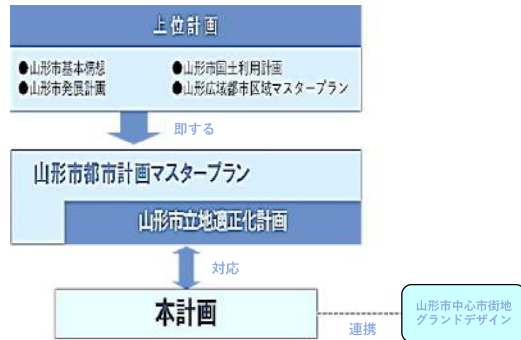 上位計画
●山形市基本構想 ●山形市国土利用計画
●山形市発展計画 ●山形広域都市区域マスタープラン
即する
山形市都市計画マスタープラン
山形市立地適正化計画
対応
本計画
連携
山形市中心市街地
グランドデザイン